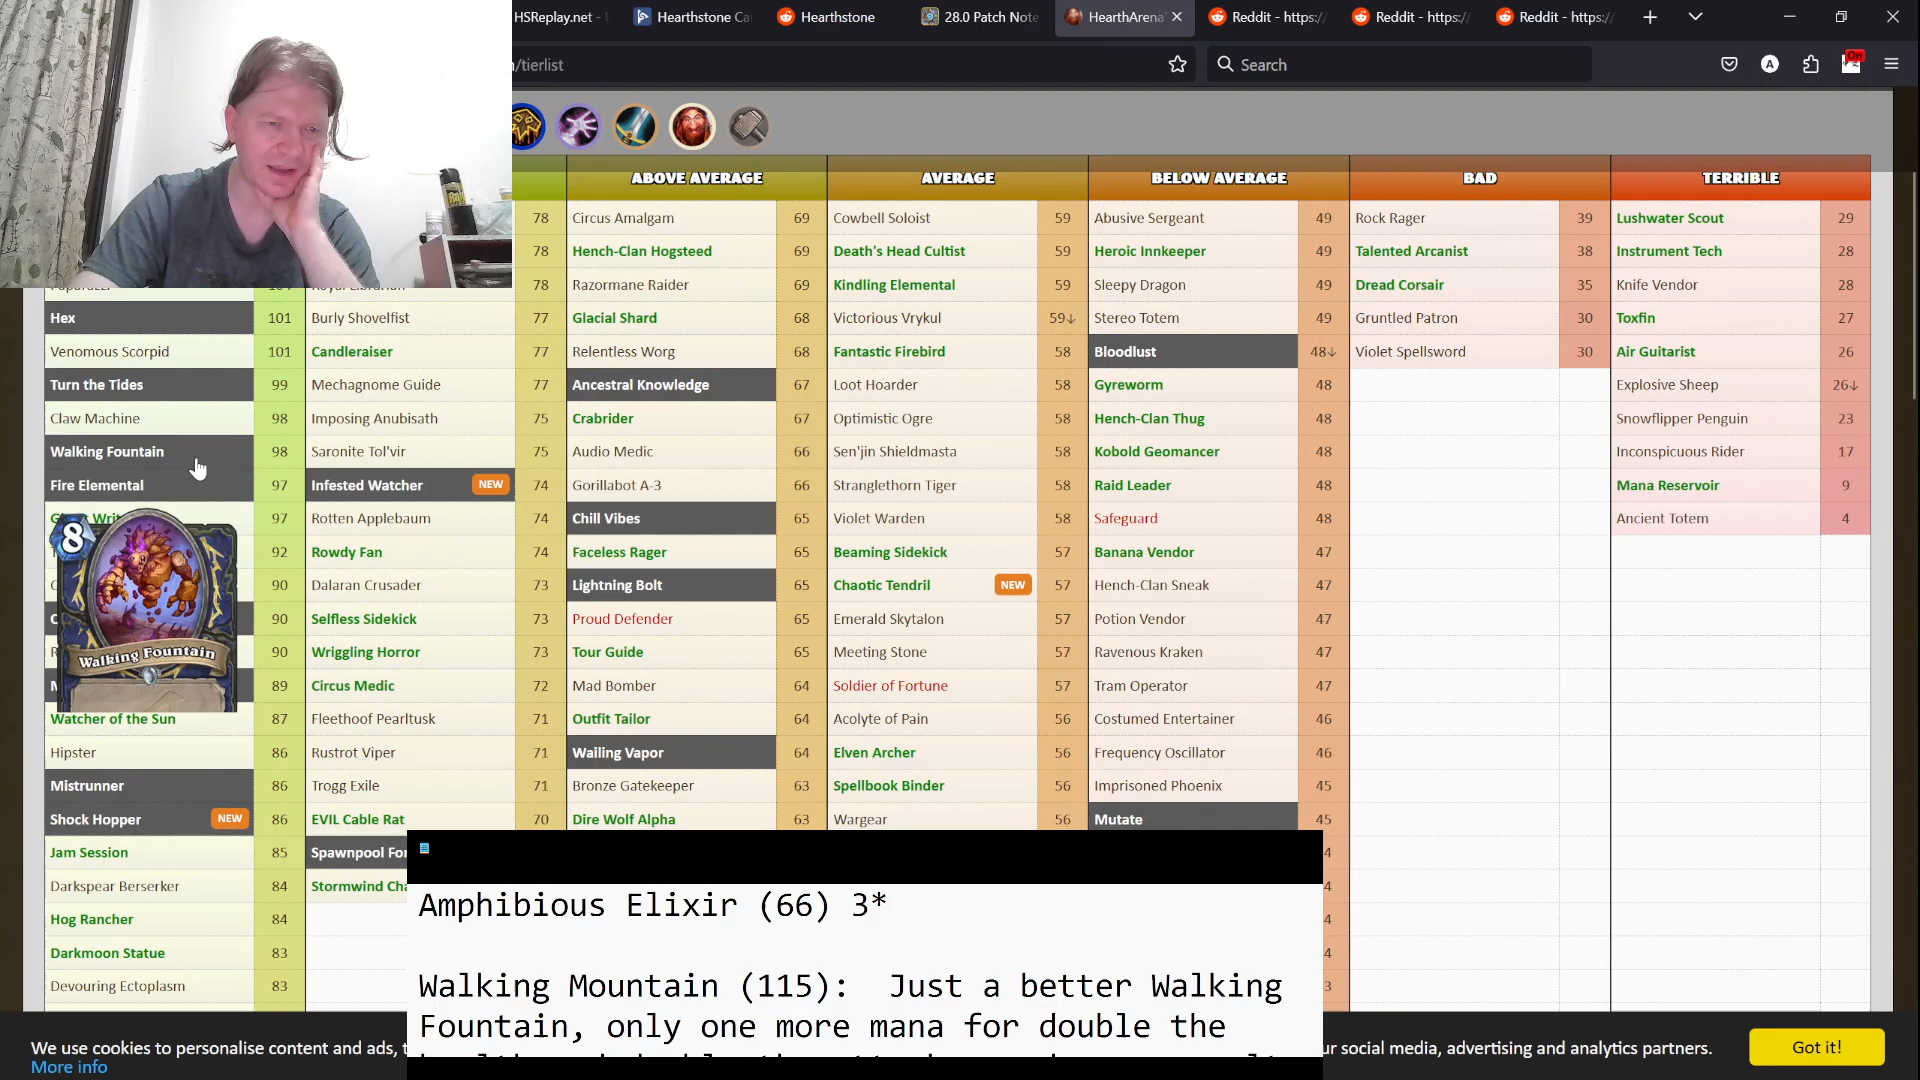 HSReplay.net -
Hearthstone Ca
Hearthstone
28.0 Patch Note
HearthArena
Reddit - https:/
Reddit - https:/
Reddit - https:/
/tierlist
Search
A
On
ABOVE AVERAGE
AVERAGE
BELOW AVERAGE
BAD
TERRIBLE
78 Circus Amalgam 69 Cowbell Soloist 59 Abusive Sergeant 49 Rock Rager 39 Lushwater Scout 29
78 Hench-Clan Hogsteed 69 Death's Head Cultist 59 Heroic Innkeeper 49 Talented Arcanist 38 Instrument Tech 28
78 Razormane Raider 69 Kindling Elemental 59 Sleepy Dragon 49 Dread Corsair 35 Knife Vendor 28
Hex 101 Burly Shovelfist 77 Glacial Shard 68 Victorious Vrykul 59↓ Stereo Totem 49 Gruntled Patron 30 Toxfin 27
Venomous Scorpid 101 Candleraiser 77 Relentless Worg 68 Fantastic Firebird 58 Bloodlust 48↓ Violet Spellsword 30 Air Guitarist 26
Turn the Tides 99 Mechagnome Guide 77 Ancestral Knowledge 67 Loot Hoarder 58 Gyreworm 48 Explosive Sheep 26↓
Claw Machine 98 Imposing Anubisath 75 Crabrider 67 Optimistic Ogre 58 Hench-Clan Thug 48 Snowflipper Penguin 23
Walking Fountain 98 Saronite Tol'vir 75 Audio Medic 66 Sen'jin Shieldmasta 58 Kobold Geomancer 48 Inconspicuous Rider 17
Fire Elemental 97 Infested Watcher NEW 74 Gorillabot A-3 66 Stranglethorn Tiger 58 Raid Leader 48 Mana Reservoir 9
97 Rotten Applebaum 74 Chill Vibes 65 Violet Warden 58 Safeguard 48 Ancient Totem 4
92 Rowdy Fan 74 Faceless Rager 65 Beaming Sidekick 57 Banana Vendor 47
90 Dalaran Crusader 73 Lightning Bolt 65 Chaotic Tendril NEW 57 Hench-Clan Sneak 47
90 Selfless Sidekick 73 Proud Defender 65 Emerald Skytalon 57 Potion Vendor 47
90 Wriggling Horror 73 Tour Guide 65 Meeting Stone 57 Ravenous Kraken 47
89 Circus Medic 72 Mad Bomber 64 Soldier of Fortune 57 Tram Operator 47
8
Walking Fountain
Watcher of the Sun 87 Fleethoof Pearltusk 71 Outfit Tailor 64 Acolyte of Pain 56 Costumed Entertainer 46
Hipster 86 Rustrot Viper 71 Wailing Vapor 64 Elven Archer 56 Frequency Oscillator 46
Mistrunner 86 Trogg Exile 71 Bronze Gatekeeper 63 Spellbook Binder 56 Imprisoned Phoenix 45
Shock Hopper NEW 86 EVIL Cable Rat 70 Dire Wolf Alpha 63 Wargear 56 Mutate 45
Jam Session 85 Spawnpool For 4
Darkspear Berserker 84 Stormwind Cha 4
Hog Rancher 84 4
Darkmoon Statue 83 4
Devouring Ectoplasm 83 3
Amphibious Elixir (66) 3*
Walking Mountain (115): Just a better Walking
Fountain, only one more mana for double the
We use cookies to personalise content and ads, t
ur social media, advertising and analytics partners.
More info
Got it!